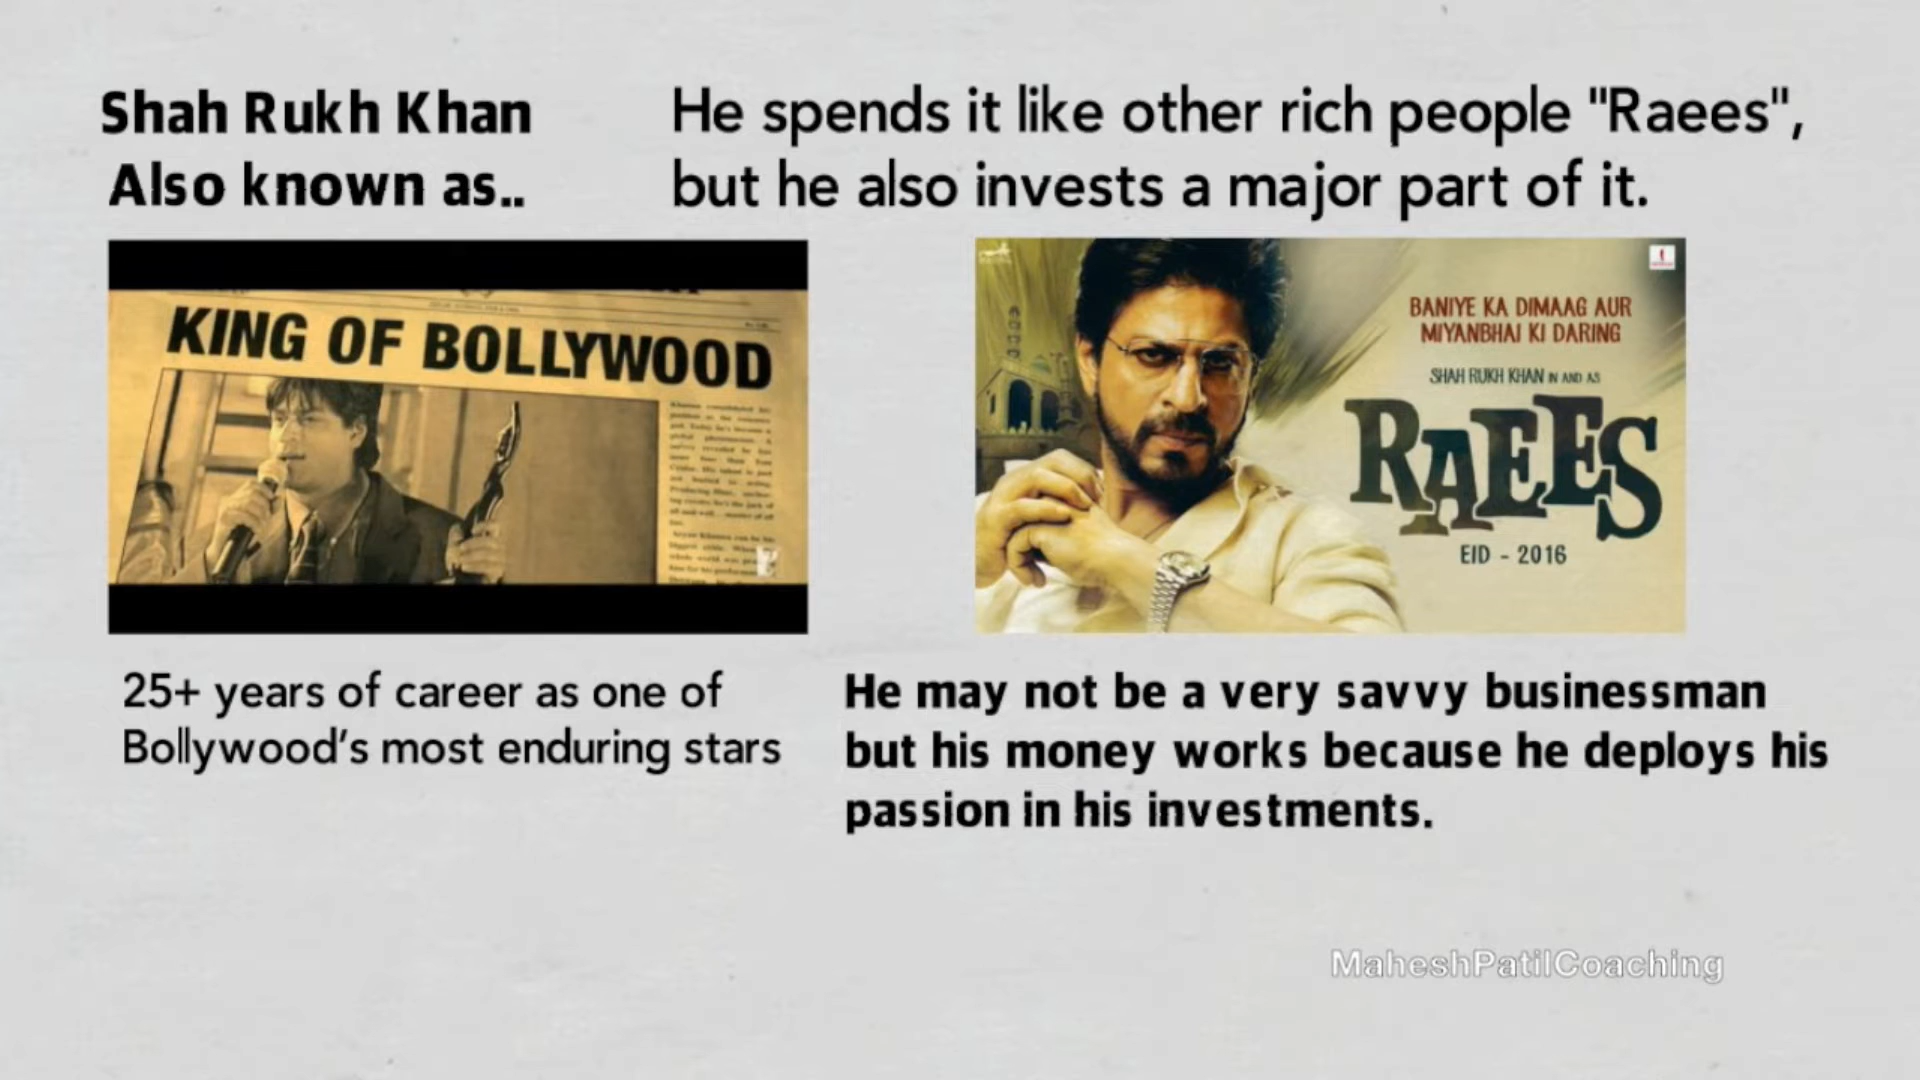 Shah Rukh Khan
Also known as..
He spends it like other rich people "Raees",
but he also invests a major part of it.
KING OF BOLLYWOOD
BANIYE KA DIMAAG AUR
MIYANBHAI KI DARING
SHAH RUKH KHAN IN AND AS
RAEES
EID - 2016
25+ years of career as one of
Bollywood's most enduring stars
He may not be a very savvy businessman
but his money works because he deploys his
passion in his investments.
MaheshPatilCoaching